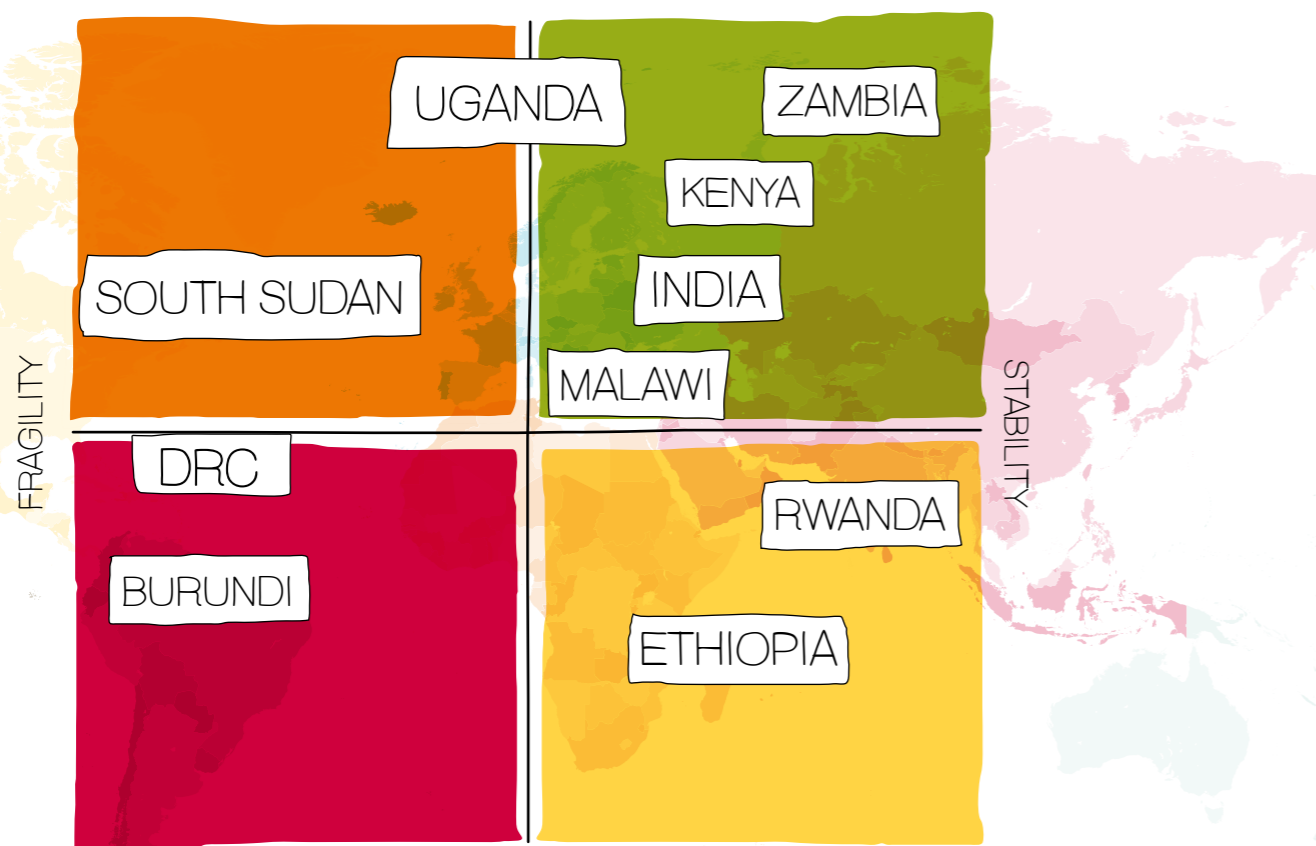 UGANDA
ZAMBIA
KENYA
SOUTH SUDAN
INDIA
MALAWI
FRAGILITY
STABILITY
DRC
RWANDA
BURUNDI
ETHIOPIA